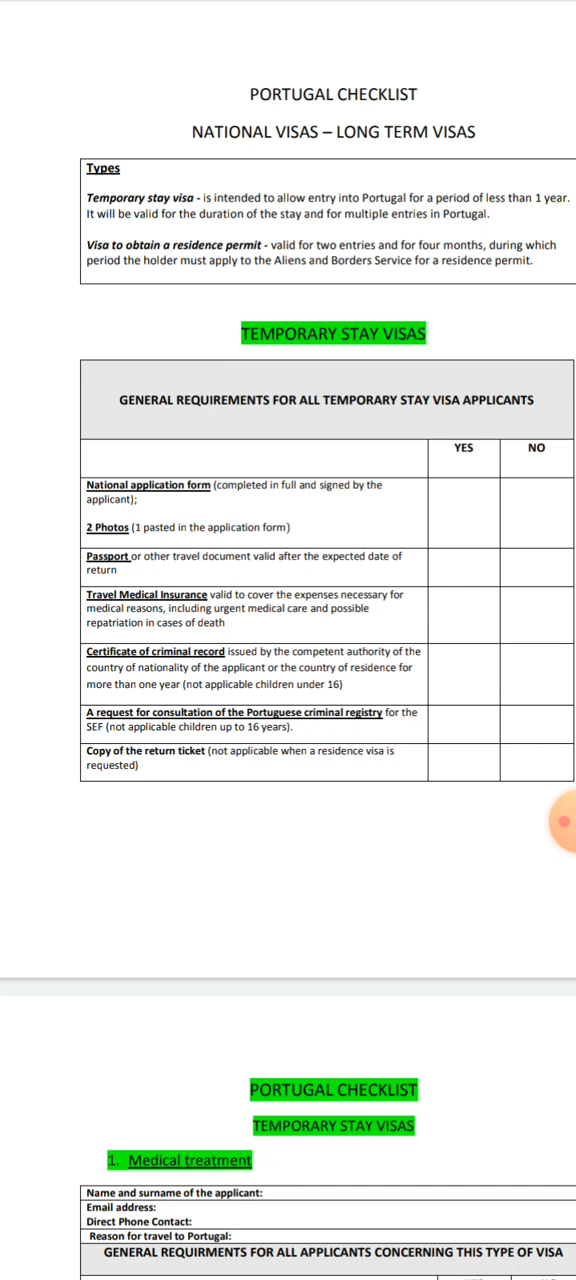 PORTUGAL CHECKLIST
NATIONAL VISAS – LONG TERM VISAS
Types
Temporary stay visa - is intended to allow entry into Portugal for a period of less than 1 year.
It will be valid for the duration of the stay and for multiple entries in Portugal.
Visa to obtain a residence permit - valid for two entries and for four months, during which
period the holder must apply to the Aliens and Borders Service for a residence permit.
TEMPORARY STAY VISAS
GENERAL REQUIREMENTS FOR ALL TEMPORARY STAY VISA APPLICANTS
YES NO
National application form (completed in full and signed by the
applicant);
2 Photos (1 pasted in the application form)
Passport or other travel document valid after the expected date of
return
Travel Medical Insurance valid to cover the expenses necessary for
medical reasons, including urgent medical care and possible
repatriation in cases of death
Certificate of criminal record issued by the competent authority of the
country of nationality of the applicant or the country of residence for
more than one year (not applicable children under 16)
A request for consultation of the Portuguese criminal registry for the
SEF (not applicable children up to 16 years).
Copy of the return ticket (not applicable when a residence visa is
requested)
PORTUGAL CHECKLIST
TEMPORARY STAY VISAS
1. Medical treatment
Name and surname of the applicant:
Email address:
Direct Phone Contact:
Reason for travel to Portugal:
GENERAL REQUIRMENTS FOR ALL APPLICANTS CONCERNING THIS TYPE OF VISA